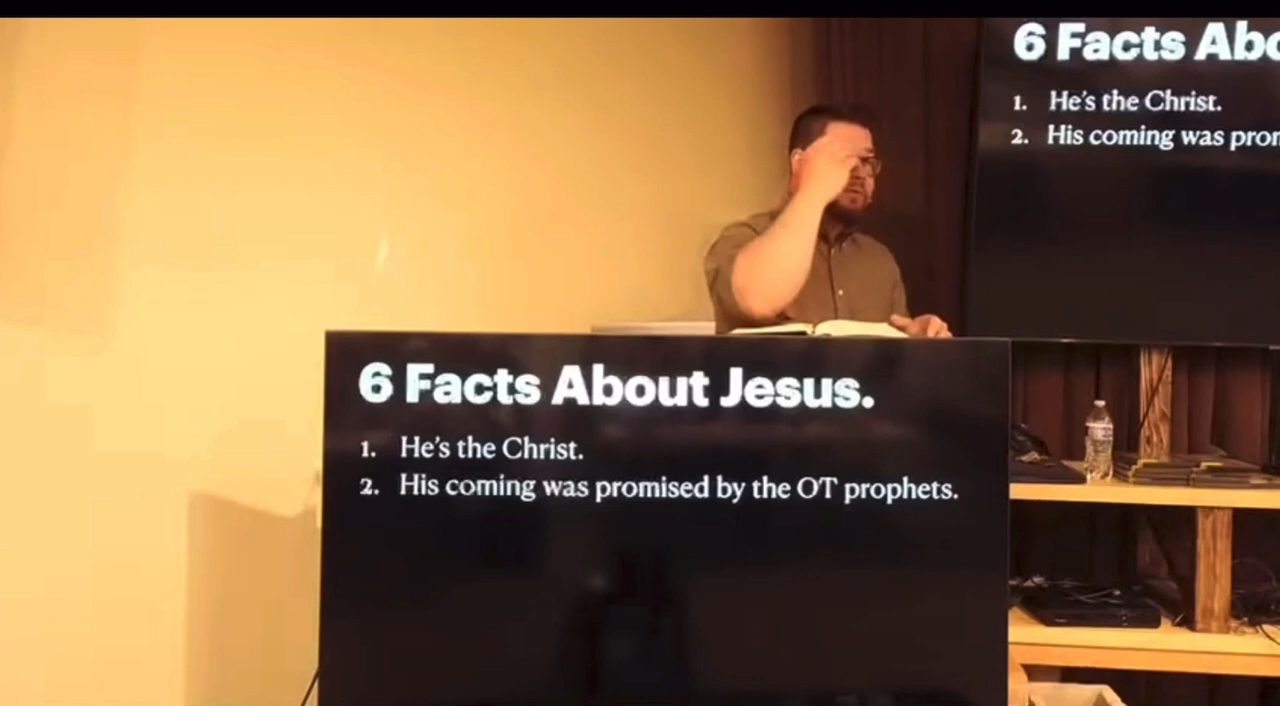 6 Facts About Jesus.
1. He's the Christ.
2. His coming was promised by the OT prophets.
6 Facts Abo
1. He's the Christ.
2. His coming was pro